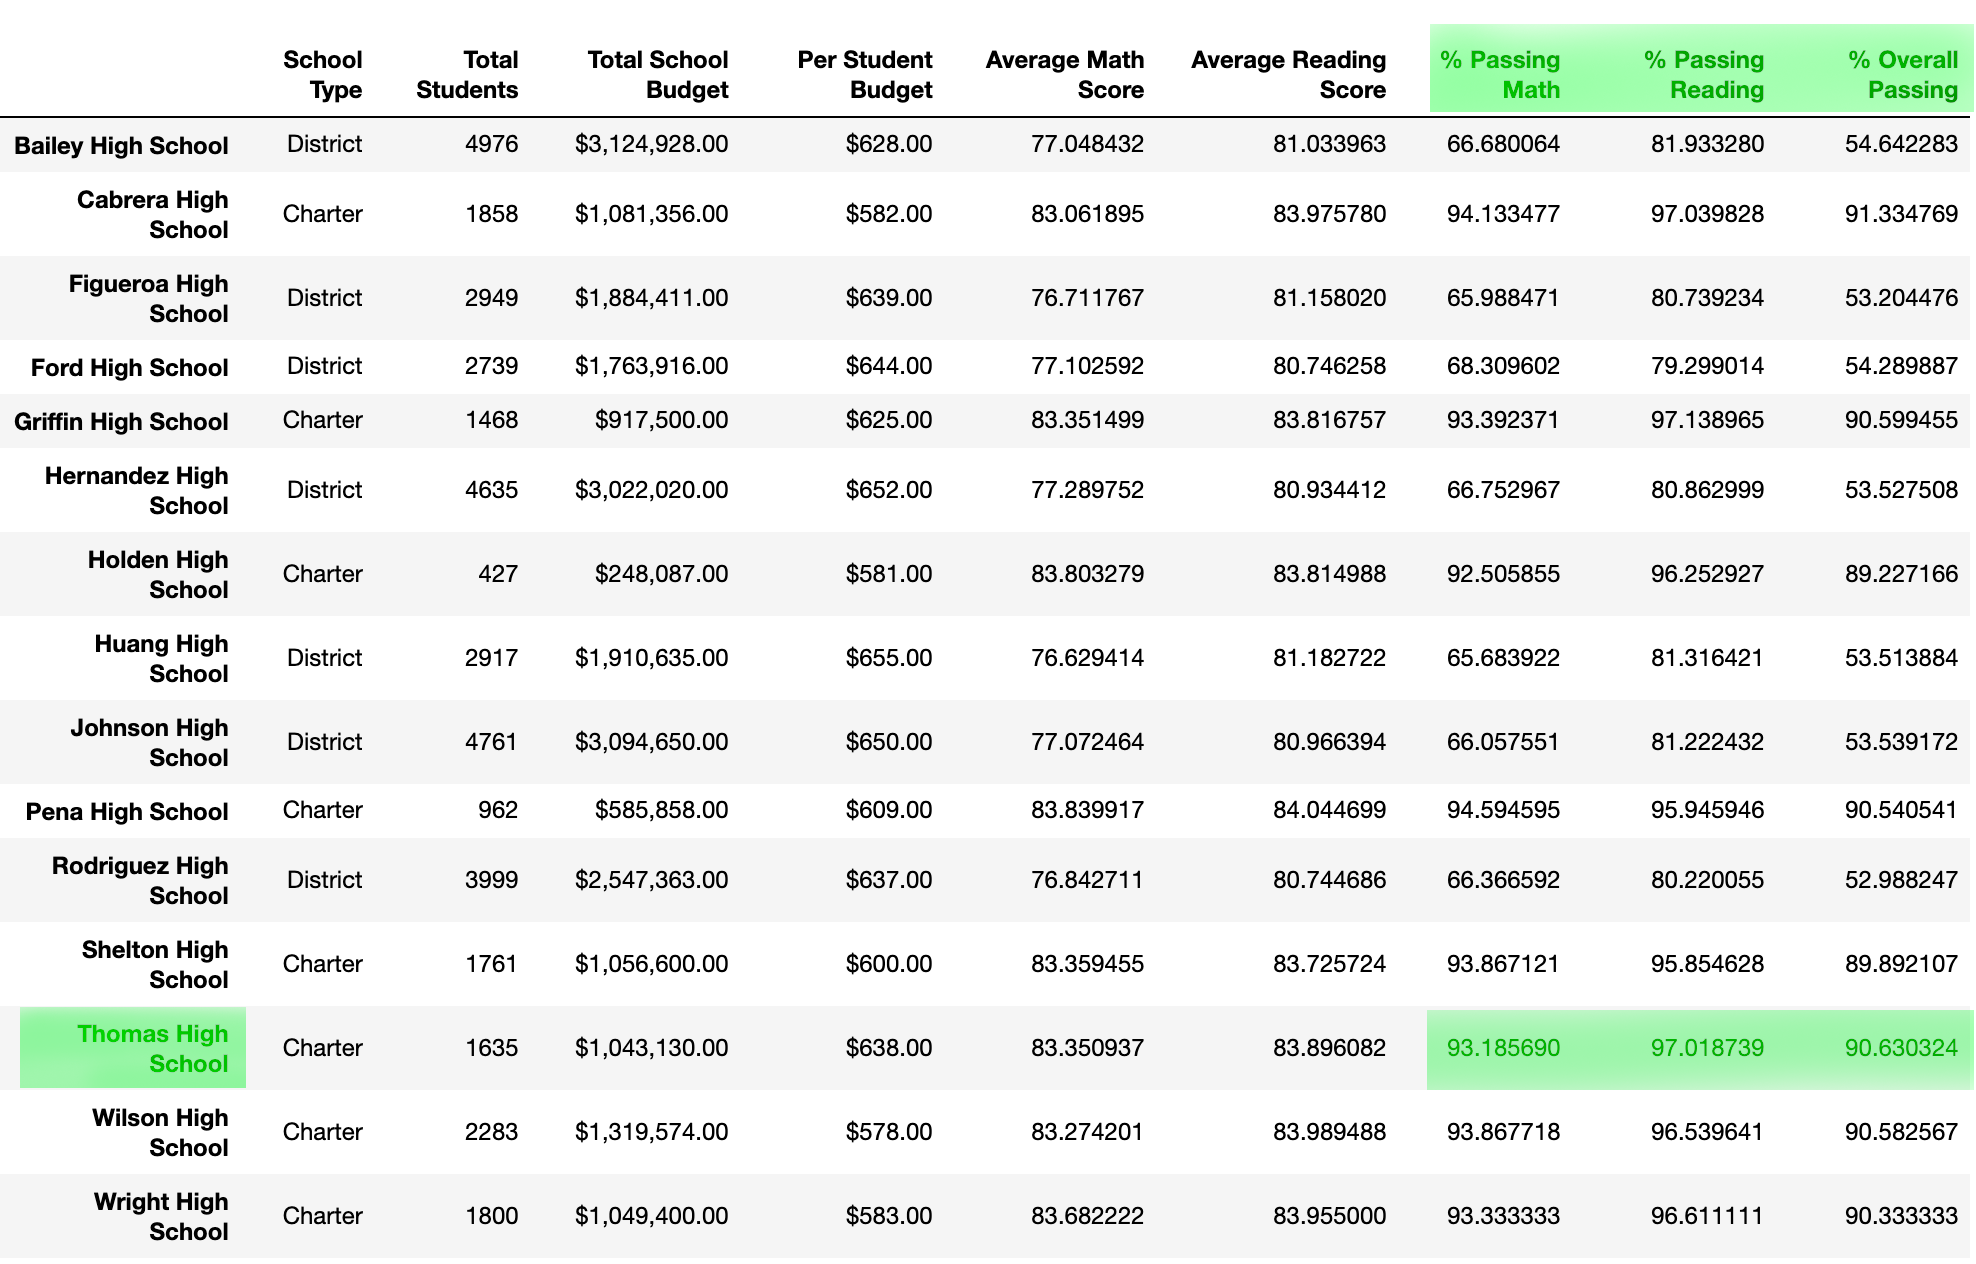 School Type Total Students Total School Budget Per Student Budget Average Math Score Average Reading Score % Passing Math % Passing Reading % Overall Passing
Bailey High School District 4976 $3,124,928.00 $628.00 77.048432 81.033963 66.680064 81.933280 54.642283
Cabrera High School Charter 1858 $1,081,356.00 $582.00 83.061895 83.975780 94.133477 97.039828 91.334769
Figueroa High School District 2949 $1,884,411.00 $639.00 76.711767 81.158020 65.988471 80.739234 53.204476
Ford High School District 2739 $1,763,916.00 $644.00 77.102592 80.746258 68.309602 79.299014 54.289887
Griffin High School Charter 1468 $917,500.00 $625.00 83.351499 83.816757 93.392371 97.138965 90.599455
Hernandez High School District 4635 $3,022,020.00 $652.00 77.289752 80.934412 66.752967 80.862999 53.527508
Holden High School Charter 427 $248,087.00 $581.00 83.803279 83.814988 92.505855 96.252927 89.227166
Huang High School District 2917 $1,910,635.00 $655.00 76.629414 81.182722 65.683922 81.316421 53.513884
Johnson High School District 4761 $3,094,650.00 $650.00 77.072464 80.966394 66.057551 81.222432 53.539172
Pena High School Charter 962 $585,858.00 $609.00 83.839917 84.044699 94.594595 95.945946 90.540541
Rodriguez High School District 3999 $2,547,363.00 $637.00 76.842711 80.744686 66.366592 80.220055 52.988247
Shelton High School Charter 1761 $1,056,600.00 $600.00 83.359455 83.725724 93.867121 95.854628 89.892107
Thomas High School Charter 1635 $1,043,130.00 $638.00 83.350937 83.896082 93.185690 97.018739 90.630324
Wilson High School Charter 2283 $1,319,574.00 $578.00 83.274201 83.989488 93.867718 96.539641 90.582567
Wright High School Charter 1800 $1,049,400.00 $583.00 83.682222 83.955000 93.333333 96.611111 90.333333